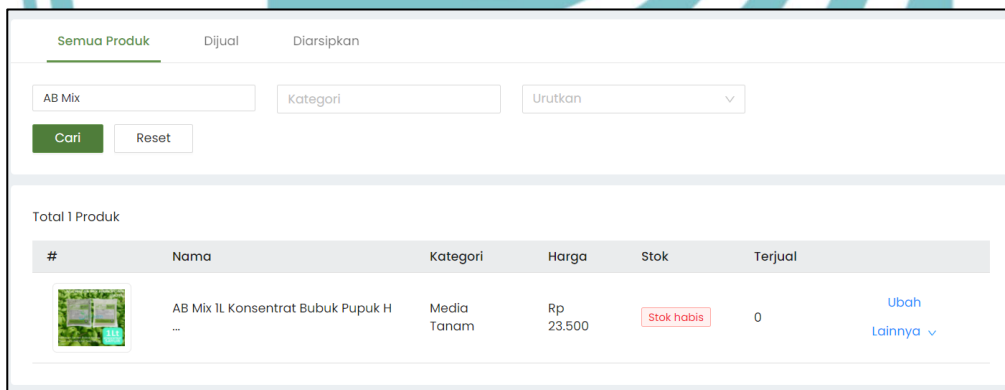 Semua Produk Dijual Diarsipkan
AB Mix Kategori Urutkan
Cari Reset
Total 1 Produk
# Nama Kategori Harga Stok Terjual
AB Mix 1L Konsentrat Bubuk Pupuk H
...
Media
Tanam
Rp
23.500
Stok habis
0
Ubah
Lainnya